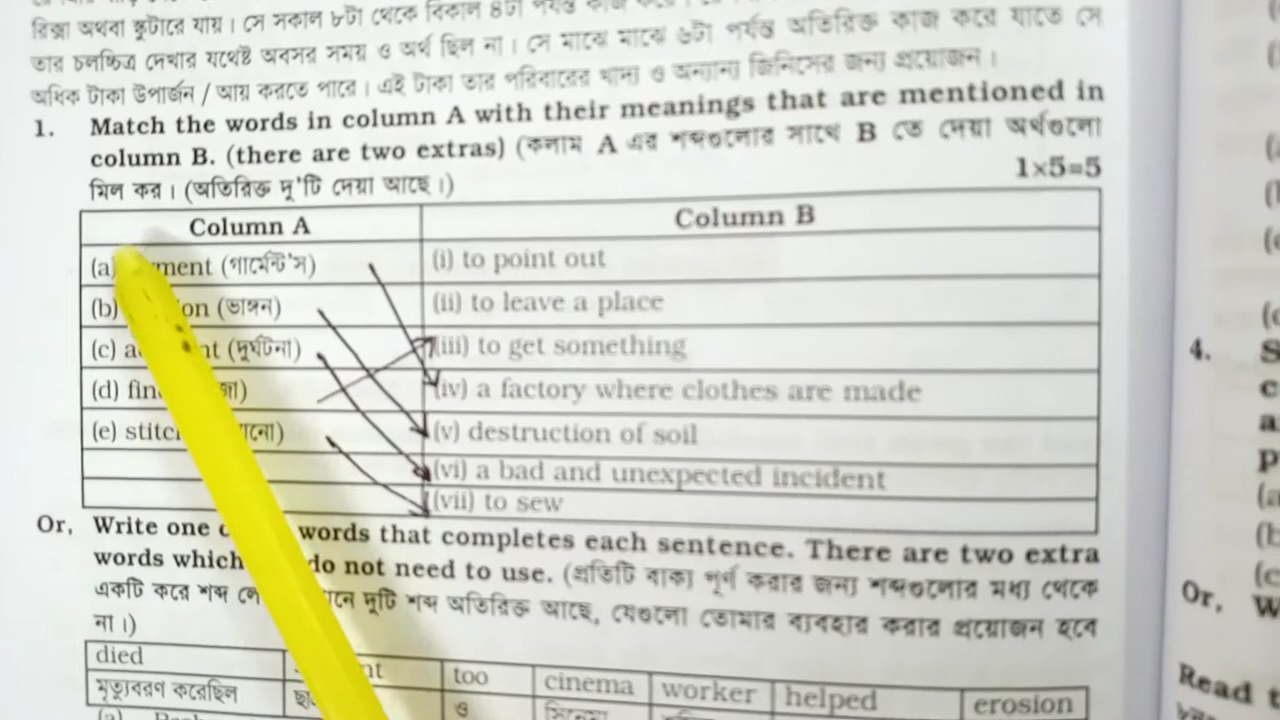 রিক্সা অথবা স্কুটারে যায়। সে সকাল ৮টা থেকে বিকাল ৪টা পর্যন্ত কাজ
তার চলচ্চিত্র দেখার যথেষ্ট অবসর সময় ও অর্থ ছিল না। সে মাঝে মাঝে ৬টা পর্যন্ত অতিরিক্ত কাজ করে যাতে সে
অধিক টাকা উপার্জন / আয় করতে পারে। এই টাকা তার পরিবারের খাদ্য ও অন্যান্য জিনিসের জন্য প্রয়োজন।
1. Match the words in column A with their meanings that are mentioned in
column B. (there are two extras) (কলাম A এর শব্দগুলোর সাথে B তে দেয়া অর্থগুলো
মিল কর। (অতিরিক্ত দু'টি দেয়া আছে।) 1×5=5
Column A Column B
(a) ment (গার্মেন্ট'স) (i) to point out
(b) on (ভাঙ্গন) (ii) to leave a place
(c) a nt (দুর্ঘটনা) (iii) to get something
(d) fin (iv) a factory where clothes are made
(e) stitc (v) destruction of soil
(vi) a bad and unexpected incident
(vii) to sew
Or, Write one words that completes each sentence. There are two extra
words which do not need to use. (প্রতিটি বাক্য পূর্ণ করার জন্য শব্দগুলোর মধ্য থেকে
একটি করে শব্দ দুটি শব্দ অতিরিক্ত আছে, যেগুলো তোমার ব্যবহার করার প্রয়োজন হবে
না।)
died nt too cinema worker helped erosion
মৃত্যুবরণ করেছিল ও সিনেমা
4.
Or, W
Read t